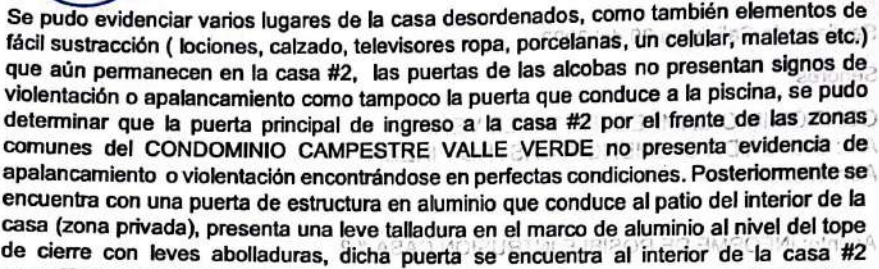 Se pudo evidenciar varios lugares de la casa desordenados, como también elementos de
fácil sustracción ( lociones, calzado, televisores ropa, porcelanas, un celular, maletas etc.)
que aún permanecen en la casa #2, las puertas de las alcobas no presentan signos de
violentación o apalancamiento como tampoco la puerta que conduce a la piscina, se pudo
determinar que la puerta principal de ingreso a la casa #2 por el frente de las zonas
comunes del CONDOMINIO CAMPESTRE VALLE VERDE no presenta evidencia de
apalancamiento o violentación encontrándose en perfectas condiciones. Posteriormente se
encuentra con una puerta de estructura en aluminio que conduce al patio del interior de la
casa (zona privada), presenta una leve talladura en el marco de aluminio al nivel del tope
de cierre con leves abolladuras, dicha puerta se encuentra al interior de la casa #2